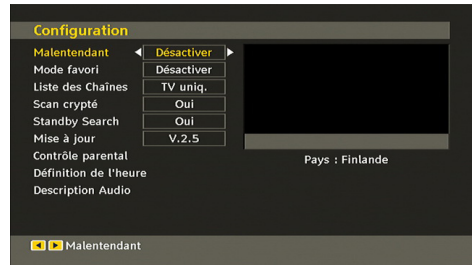 Configuration
Malentendant Désactiver
Mode favori Désactiver
Liste des Chaînes TV uniq.
Scan crypté Oui
Standby Search Oui
Mise à jour V.2.5
Contrôle parental
Définition de l'heure
Description Audio
Pays : Finlande
Malentendant